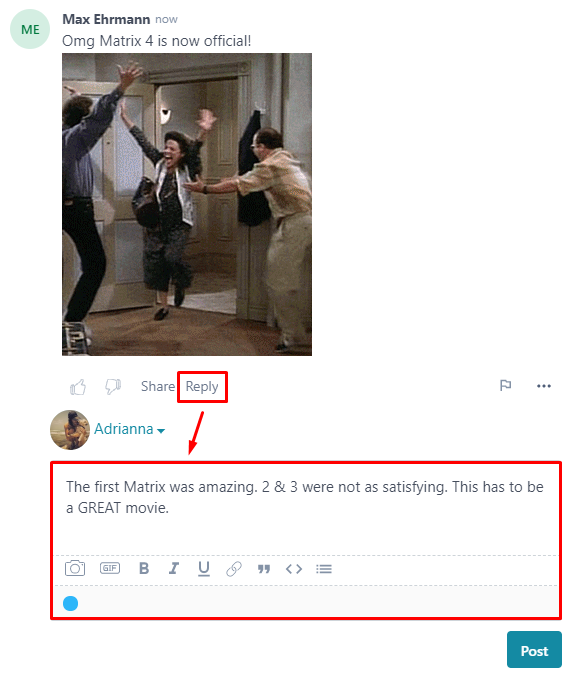 ME
Max Ehrmann now
Omg Matrix 4 is now official!
Share Reply
Adrianna
The first Matrix was amazing. 2 & 3 were not as satisfying. This has to be
a GREAT movie.
GIF B I U
Post